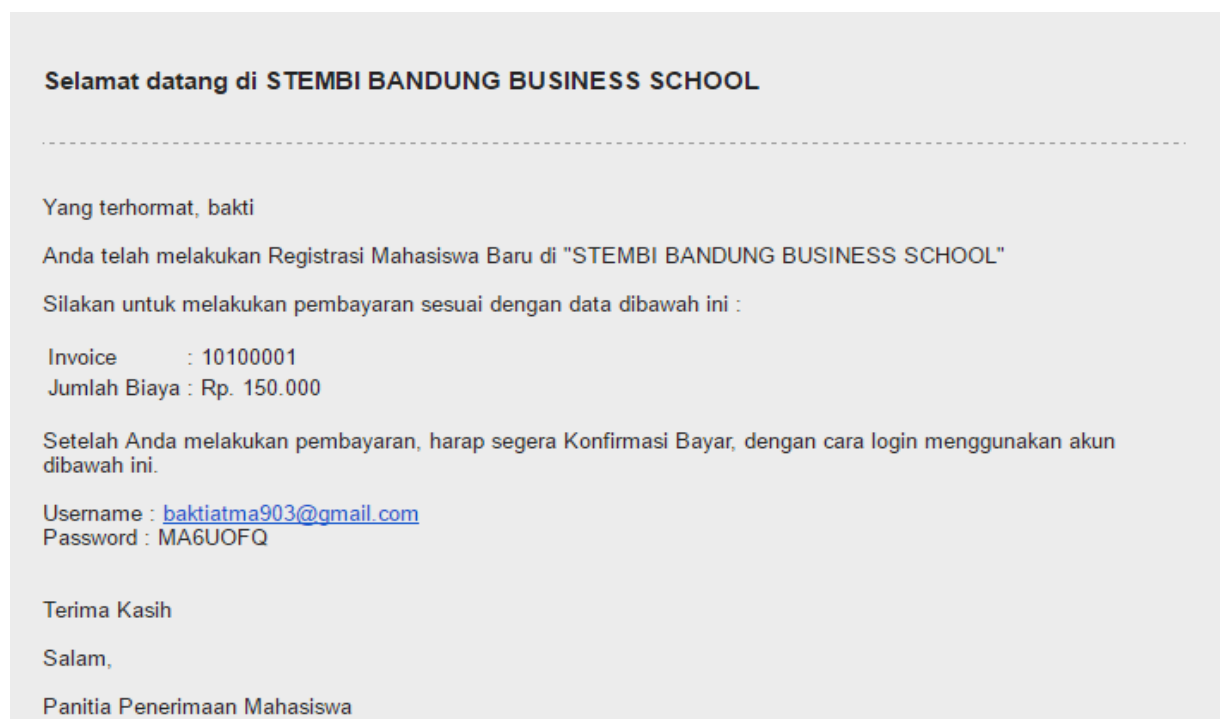 Selamat datang di STEMBI BANDUNG BUSINESS SCHOOL
Yang terhormat, bakti
Anda telah melakukan Registrasi Mahasiswa Baru di "STEMBI BANDUNG BUSINESS SCHOOL"
Silakan untuk melakukan pembayaran sesuai dengan data dibawah ini :
Invoice : 10100001
Jumlah Biaya : Rp. 150.000
Setelah Anda melakukan pembayaran, harap segera Konfirmasi Bayar, dengan cara login menggunakan akun
dibawah ini.
Username : baktiatma903@gmail.com
Password : MA6UOFQ
Terima Kasih
Salam,
Panitia Penerimaan Mahasiswa